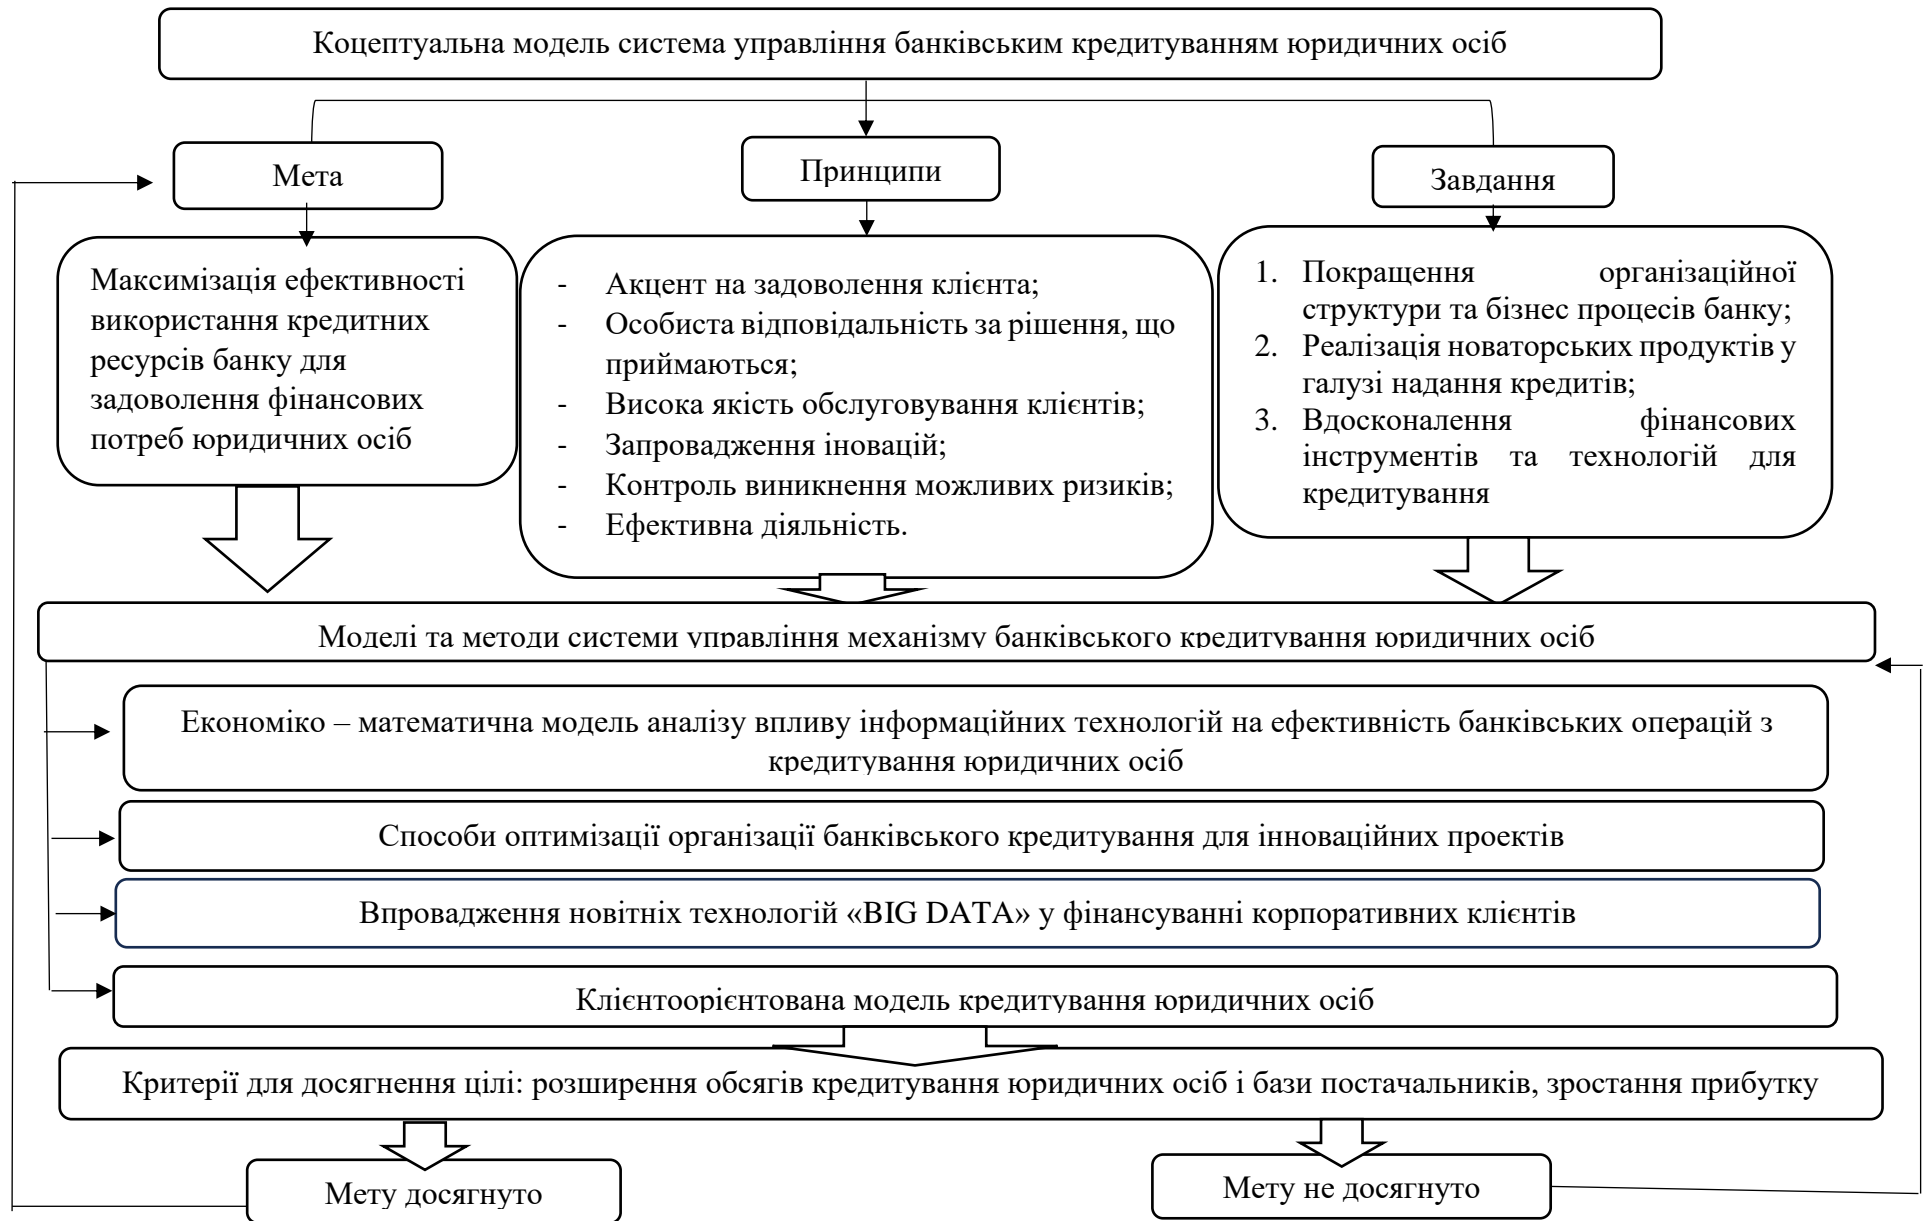 Коцептуальна модель система управління банківським кредитуванням юридичних осіб
Мета
Принципи
Завдання
Максимізація ефективності
використання кредитних
ресурсів банку для
задоволення фінансових
потреб юридичних осіб
- Акцент на задоволення клієнта;
- Особиста відповідальність за рішення, що
приймаються;
- Висока якість обслуговування клієнтів;
- Запровадження іновацій;
- Контроль виникнення можливих ризиків;
- Ефективна діяльність.
1. Покращення організаційної
структури та бізнес процесів банку;
2. Реалізація новаторських продуктів у
галузі надання кредитів;
3. Вдосконалення фінансових
інструментів та технологій для
кредитування
Моделі та методи системи управління механізму банківського кредитування юридичних осіб
Економіко – математична модель аналізу впливу інформаційних технологій на ефективність банківських операцій з
кредитування юридичних осіб
Способи оптимізації організації банківського кредитування для інноваційних проектів
Впровадження новітніх технологій «BIG DATA» у фінансуванні корпоративних клієнтів
Клієнтоорієнтована модель кредитування юридичних осіб
Критерії для досягнення цілі: розширення обсягів кредитування юридичних осіб і бази постачальників, зростання прибутку
Мету досягнуто
Мету не досягнуто